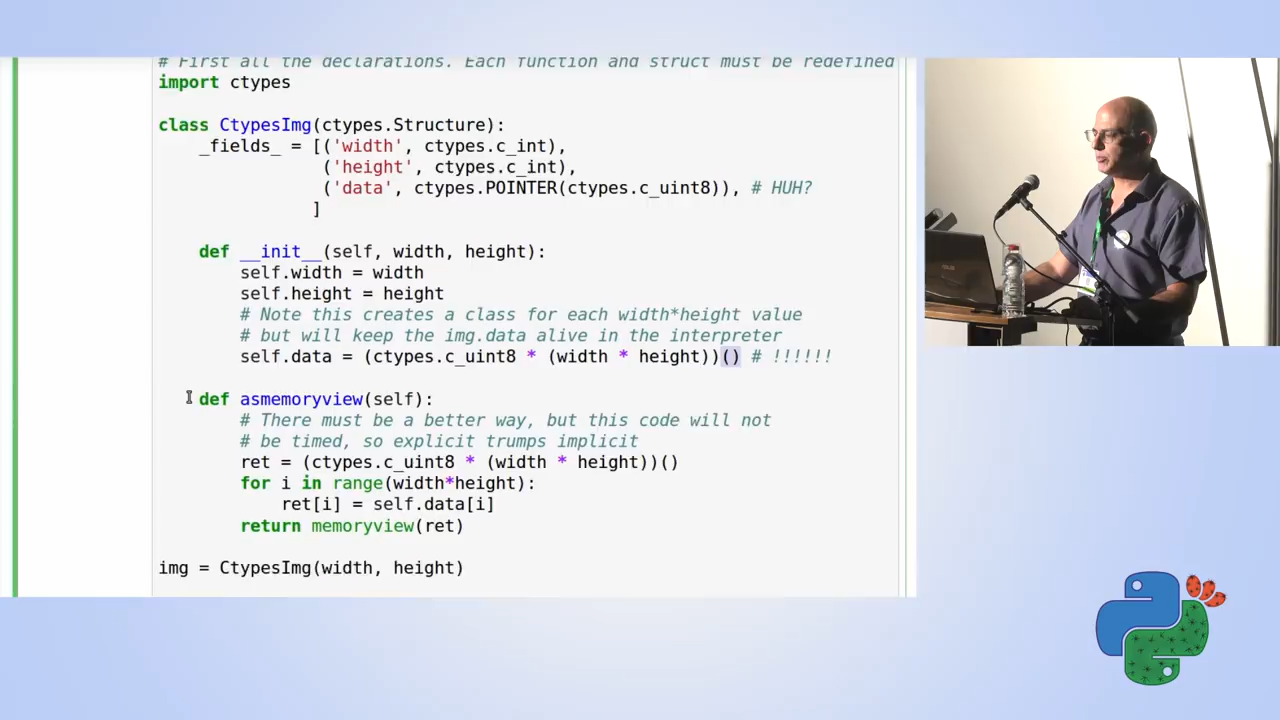 # First all the declarations. Each function and struct must be redefined
import ctypes
class CtypesImg(ctypes.Structure):
    _fields_ = [('width', ctypes.c_int),
                ('height', ctypes.c_int),
                ('data', ctypes.POINTER(ctypes.c_uint8)), # HUH?
               ]
    def __init__(self, width, height):
        self.width = width
        self.height = height
        # Note this creates a class for each width*height value
        # but will keep the img.data alive in the interpreter
        self.data = (ctypes.c_uint8 * (width * height))() # !!!!!!
    def asmemoryview(self):
        # There must be a better way, but this code will not
        # be timed, so explicit trumps implicit
        ret = (ctypes.c_uint8 * (width * height))()
        for i in range(width*height):
            ret[i] = self.data[i]
        return memoryview(ret)
img = CtypesImg(width, height)